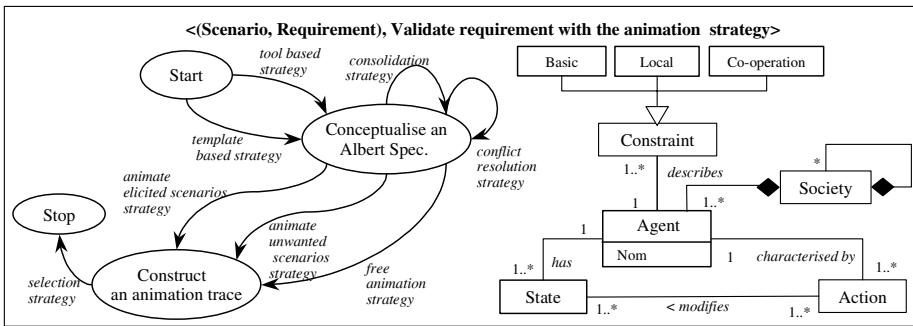 <(Scenario, Requirement), Validate requirement with the animation strategy>
Start
tool based
strategy
consolidation
strategy
template
based strategy
Conceptualise an
Albert Spec.
conflict
resolution
strategy
animate
elicited scenarios
strategy
Stop
animate
unwanted
scenarios
strategy
free
animation
strategy
selection
strategy
Construct
an animation trace
Basic
Local
Co-operation
Constraint
1..*
describes
1
*
Society
1..*
Agent
Nom
1
has
1..*
1
characterised by
1..*
State
1..*
< modifies
1..*
Action